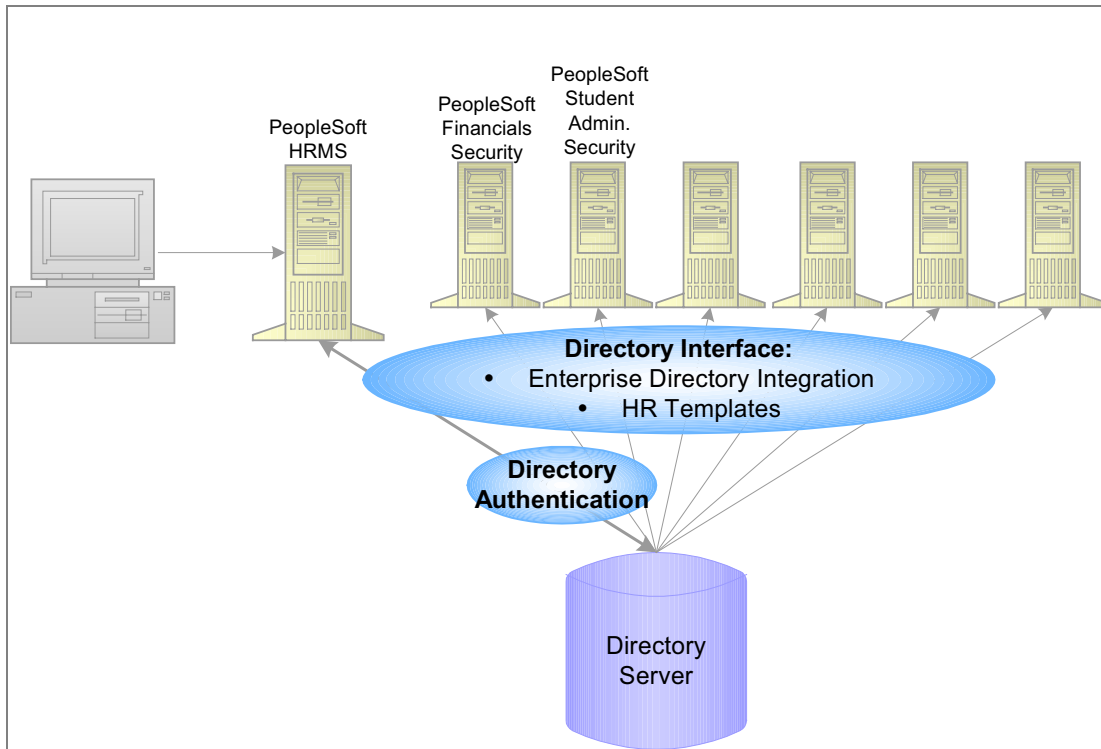 PeopleSoft
HRMS
PeopleSoft
Financials
Security
PeopleSoft
Student
Admin.
Security
Directory Interface:
• Enterprise Directory Integration
• HR Templates
Directory
Authentication
Directory
Server